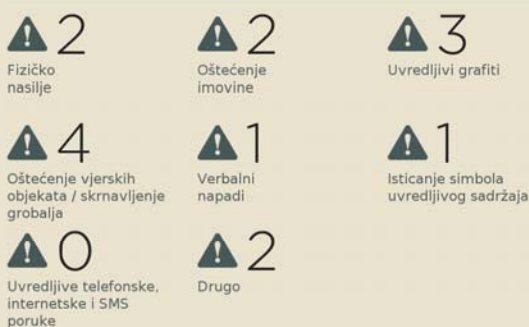 2
Fizičko
nasilje
2
Oštećenje
imovine
3
Uvredljivi grafiti
4
Oštećenje vjerskih
objekata / skrnavljenje
grobalja
1
Verbalni
napadi
1
Isticanje simbola
uvredljivog sadržaja
0
Uvredljive telefonske,
internetske i SMS
poruke
2
Drugo